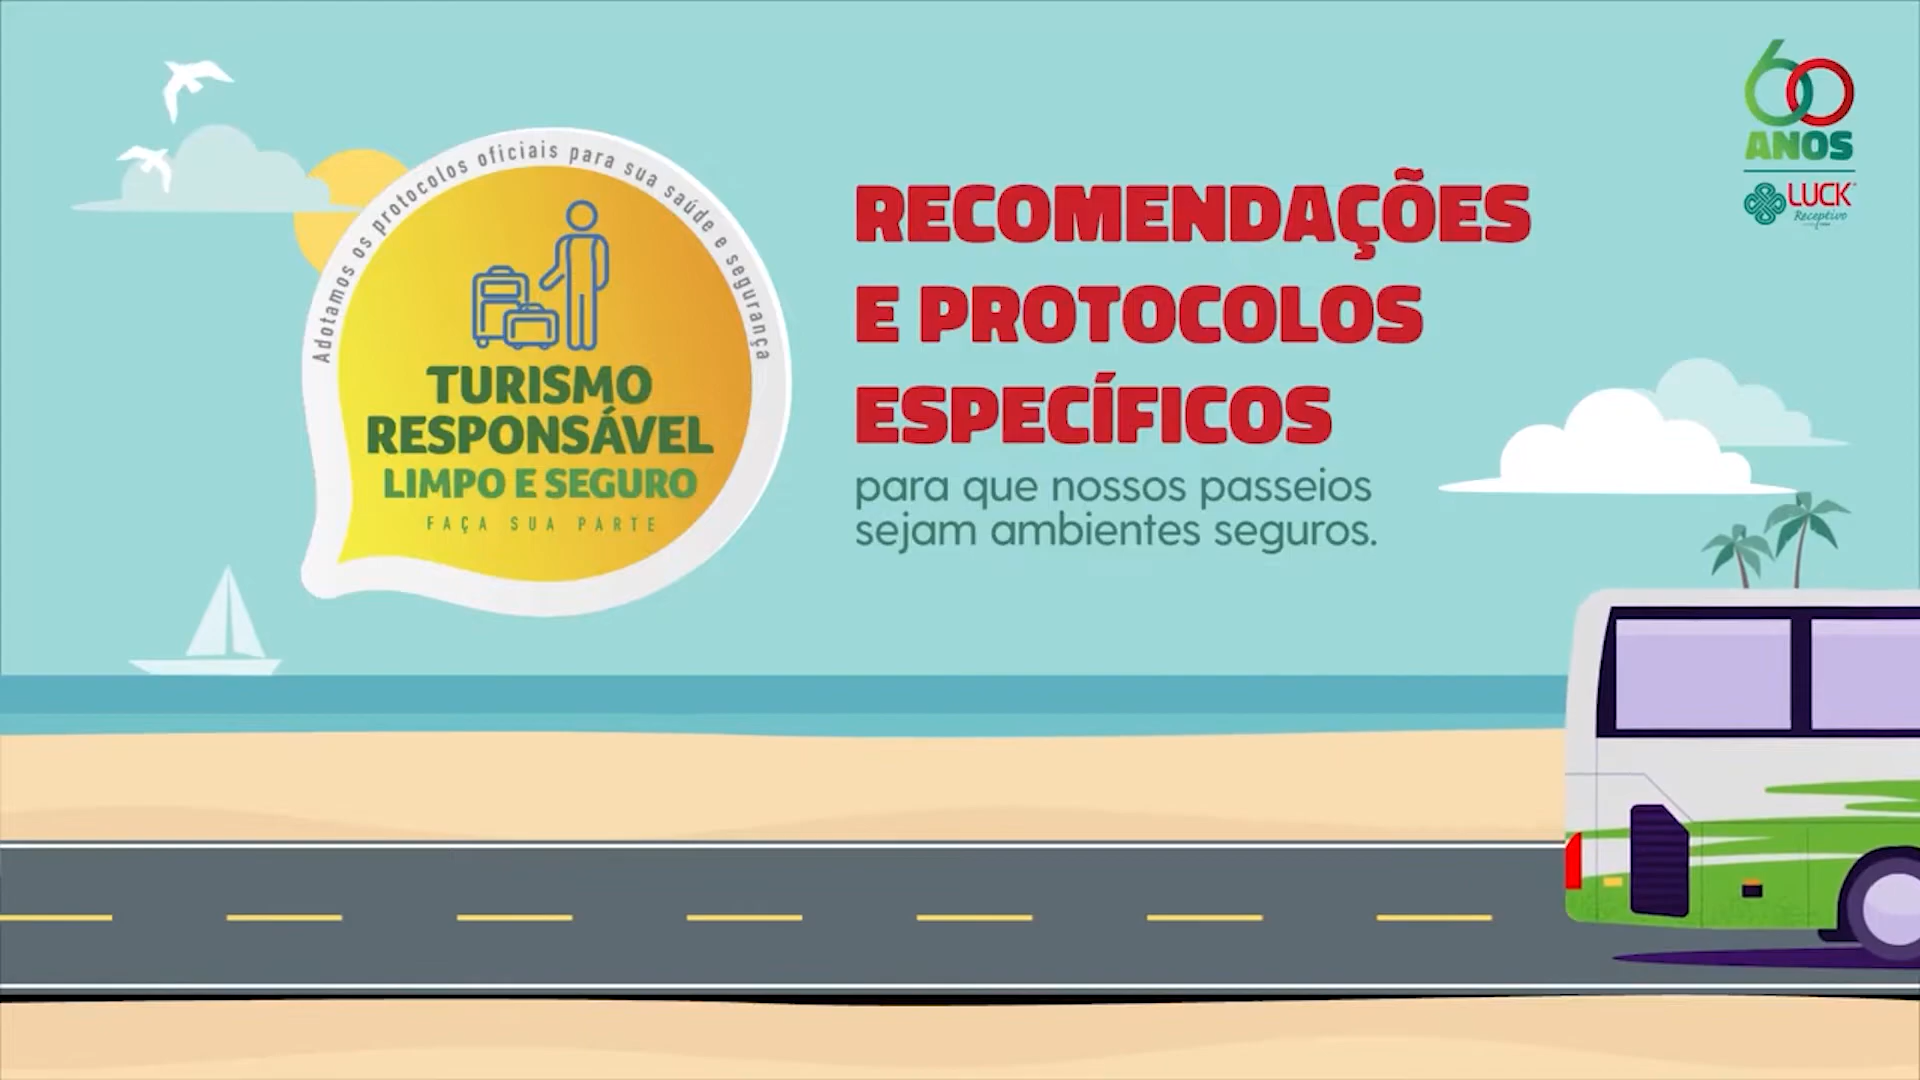 Adotamos os protocolos oficiais para sua saúde e segurança
TURISMO
RESPONSÁVEL
LIMPO E SEGURO
FAÇA SUA PARTE
RECOMENDAÇÕES
E PROTOCOLOS
ESPECÍFICOS
para que nossos passeios
sejam ambientes seguros.
60
ANOS
LUCK
Receptivo